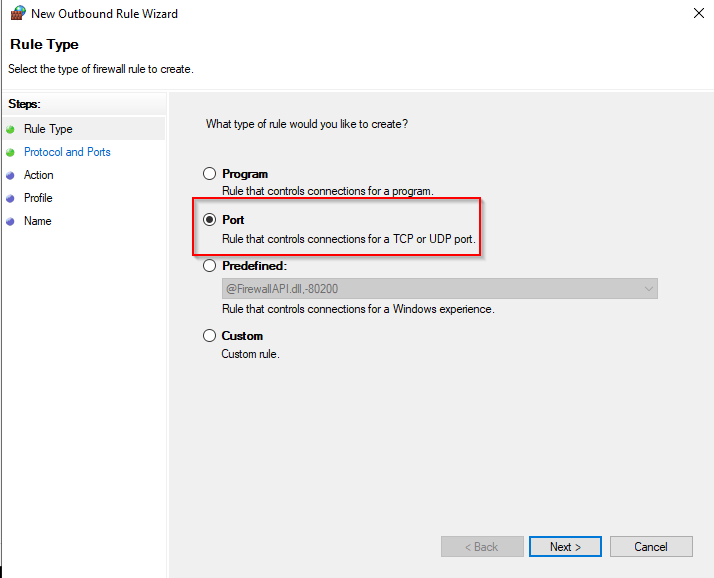 New Outbound Rule Wizard
Rule Type
Select the type of firewall rule to create.
Steps:
Rule Type
Protocol and Ports
Action
Profile
Name
What type of rule would you like to create?
Program
Rule that controls connections for a program.
Port
Rule that controls connections for a TCP or UDP port.
Predefined:
@FirewallAPI.dll,-80200
Rule that controls connections for a Windows experience.
Custom
Custom rule.
< Back
Next >
Cancel